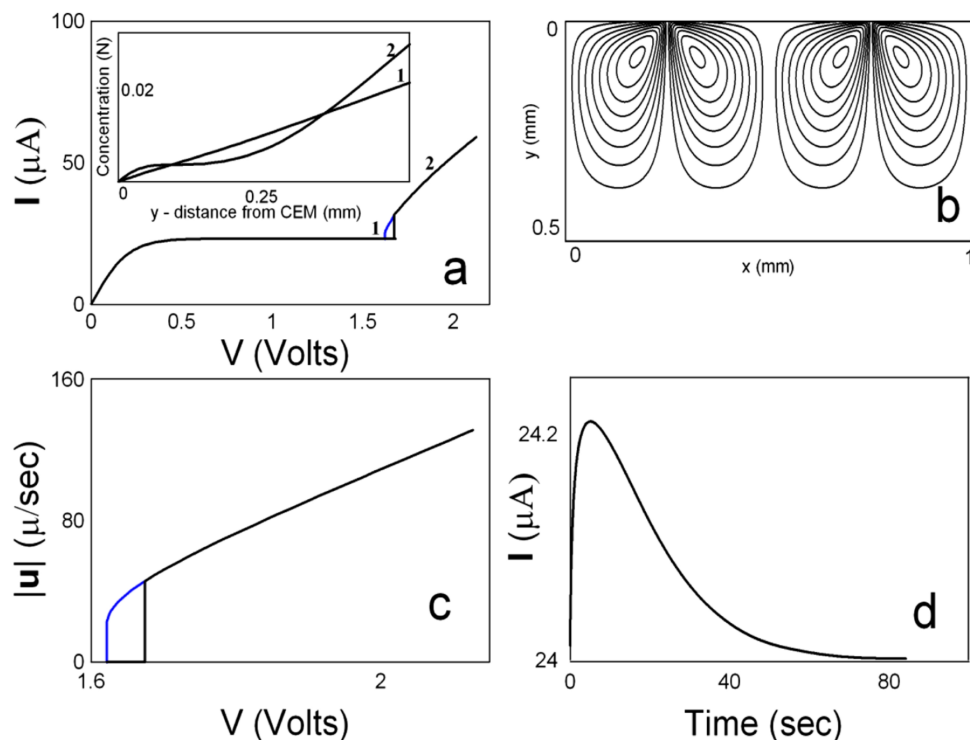 100
I (μA)
50
0
0
0.5
1
1.5
2
V (Volts)
a
1
2
Concentration (N)
0.02
2
1
0
0.25
y - distance from CEM (mm)
0
y (mm)
0.5
0
x (mm)
1
b
160
|u| (μ/sec)
80
0
1.6
2
V (Volts)
c
24.2
I (μA)
24
0
40
80
Time (sec)
d